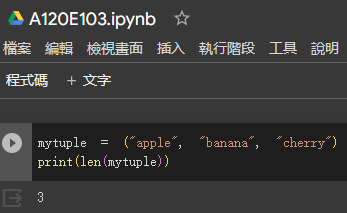 A120E103.ipynb
檔案 編輯 檢視畫面 插入 執行階段 工具 說明
程式碼 + 文字
mytuple = ("apple", "banana", "cherry")
print(len(mytuple))
3